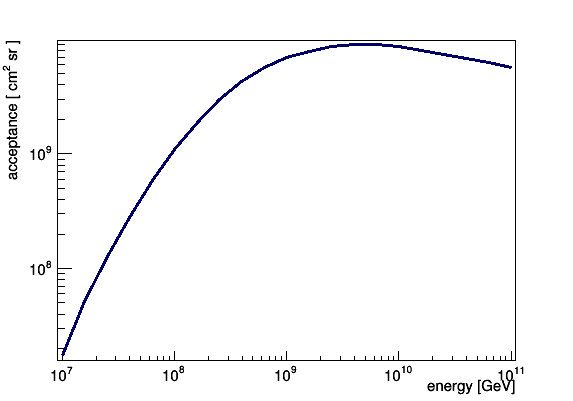 acceptance [ cm² sr ]
10⁹
10⁸
10⁷ 10⁸ 10⁹ 10¹⁰ 10¹¹
energy [GeV]